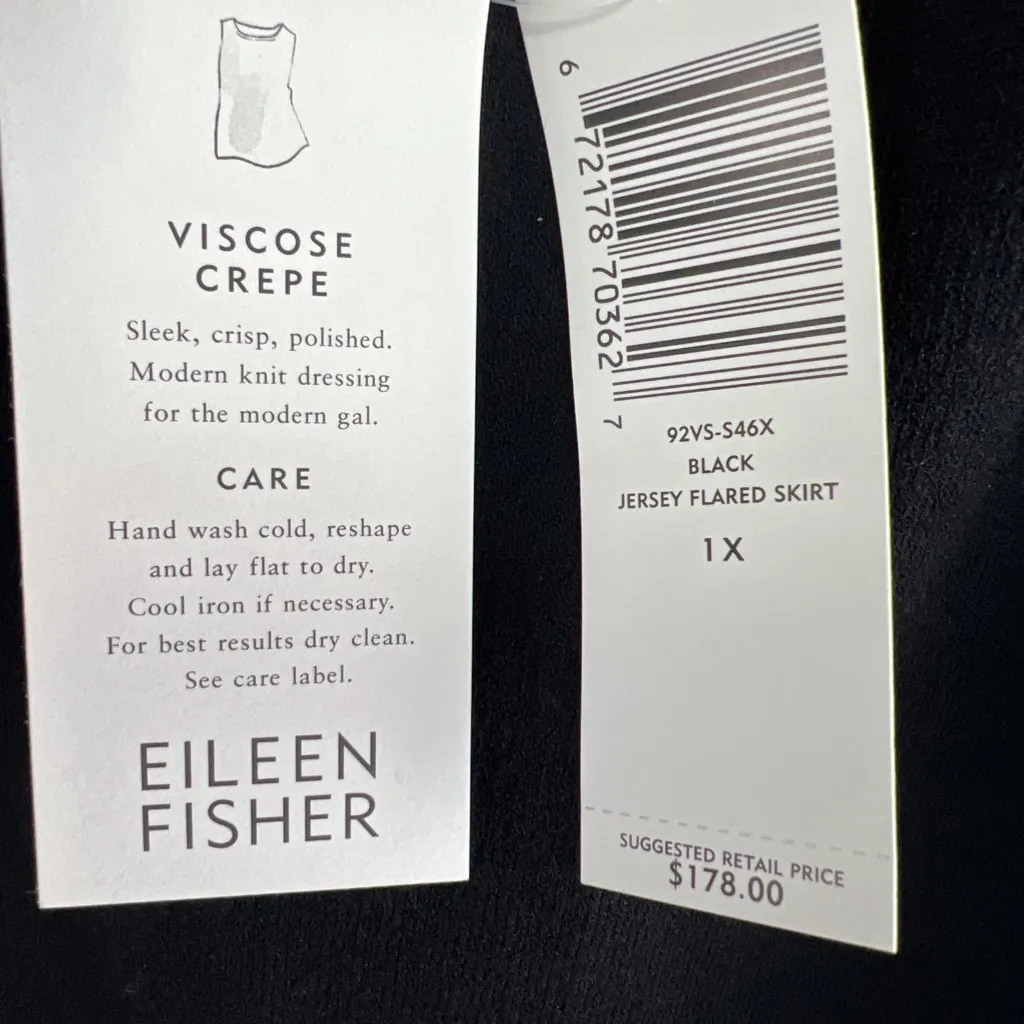 VISCOSE
CREPE
Sleek, crisp, polished.
Modern knit dressing
for the modern gal.
CARE
Hand wash cold, reshape
and lay flat to dry.
Cool iron if necessary.
For best results dry clean.
See care label.
EILEEN
FISHER
6 72178 70362 7
92VS-S46X
BLACK
JERSEY FLARED SKIRT
1X
SUGGESTED RETAIL PRICE
$178.00